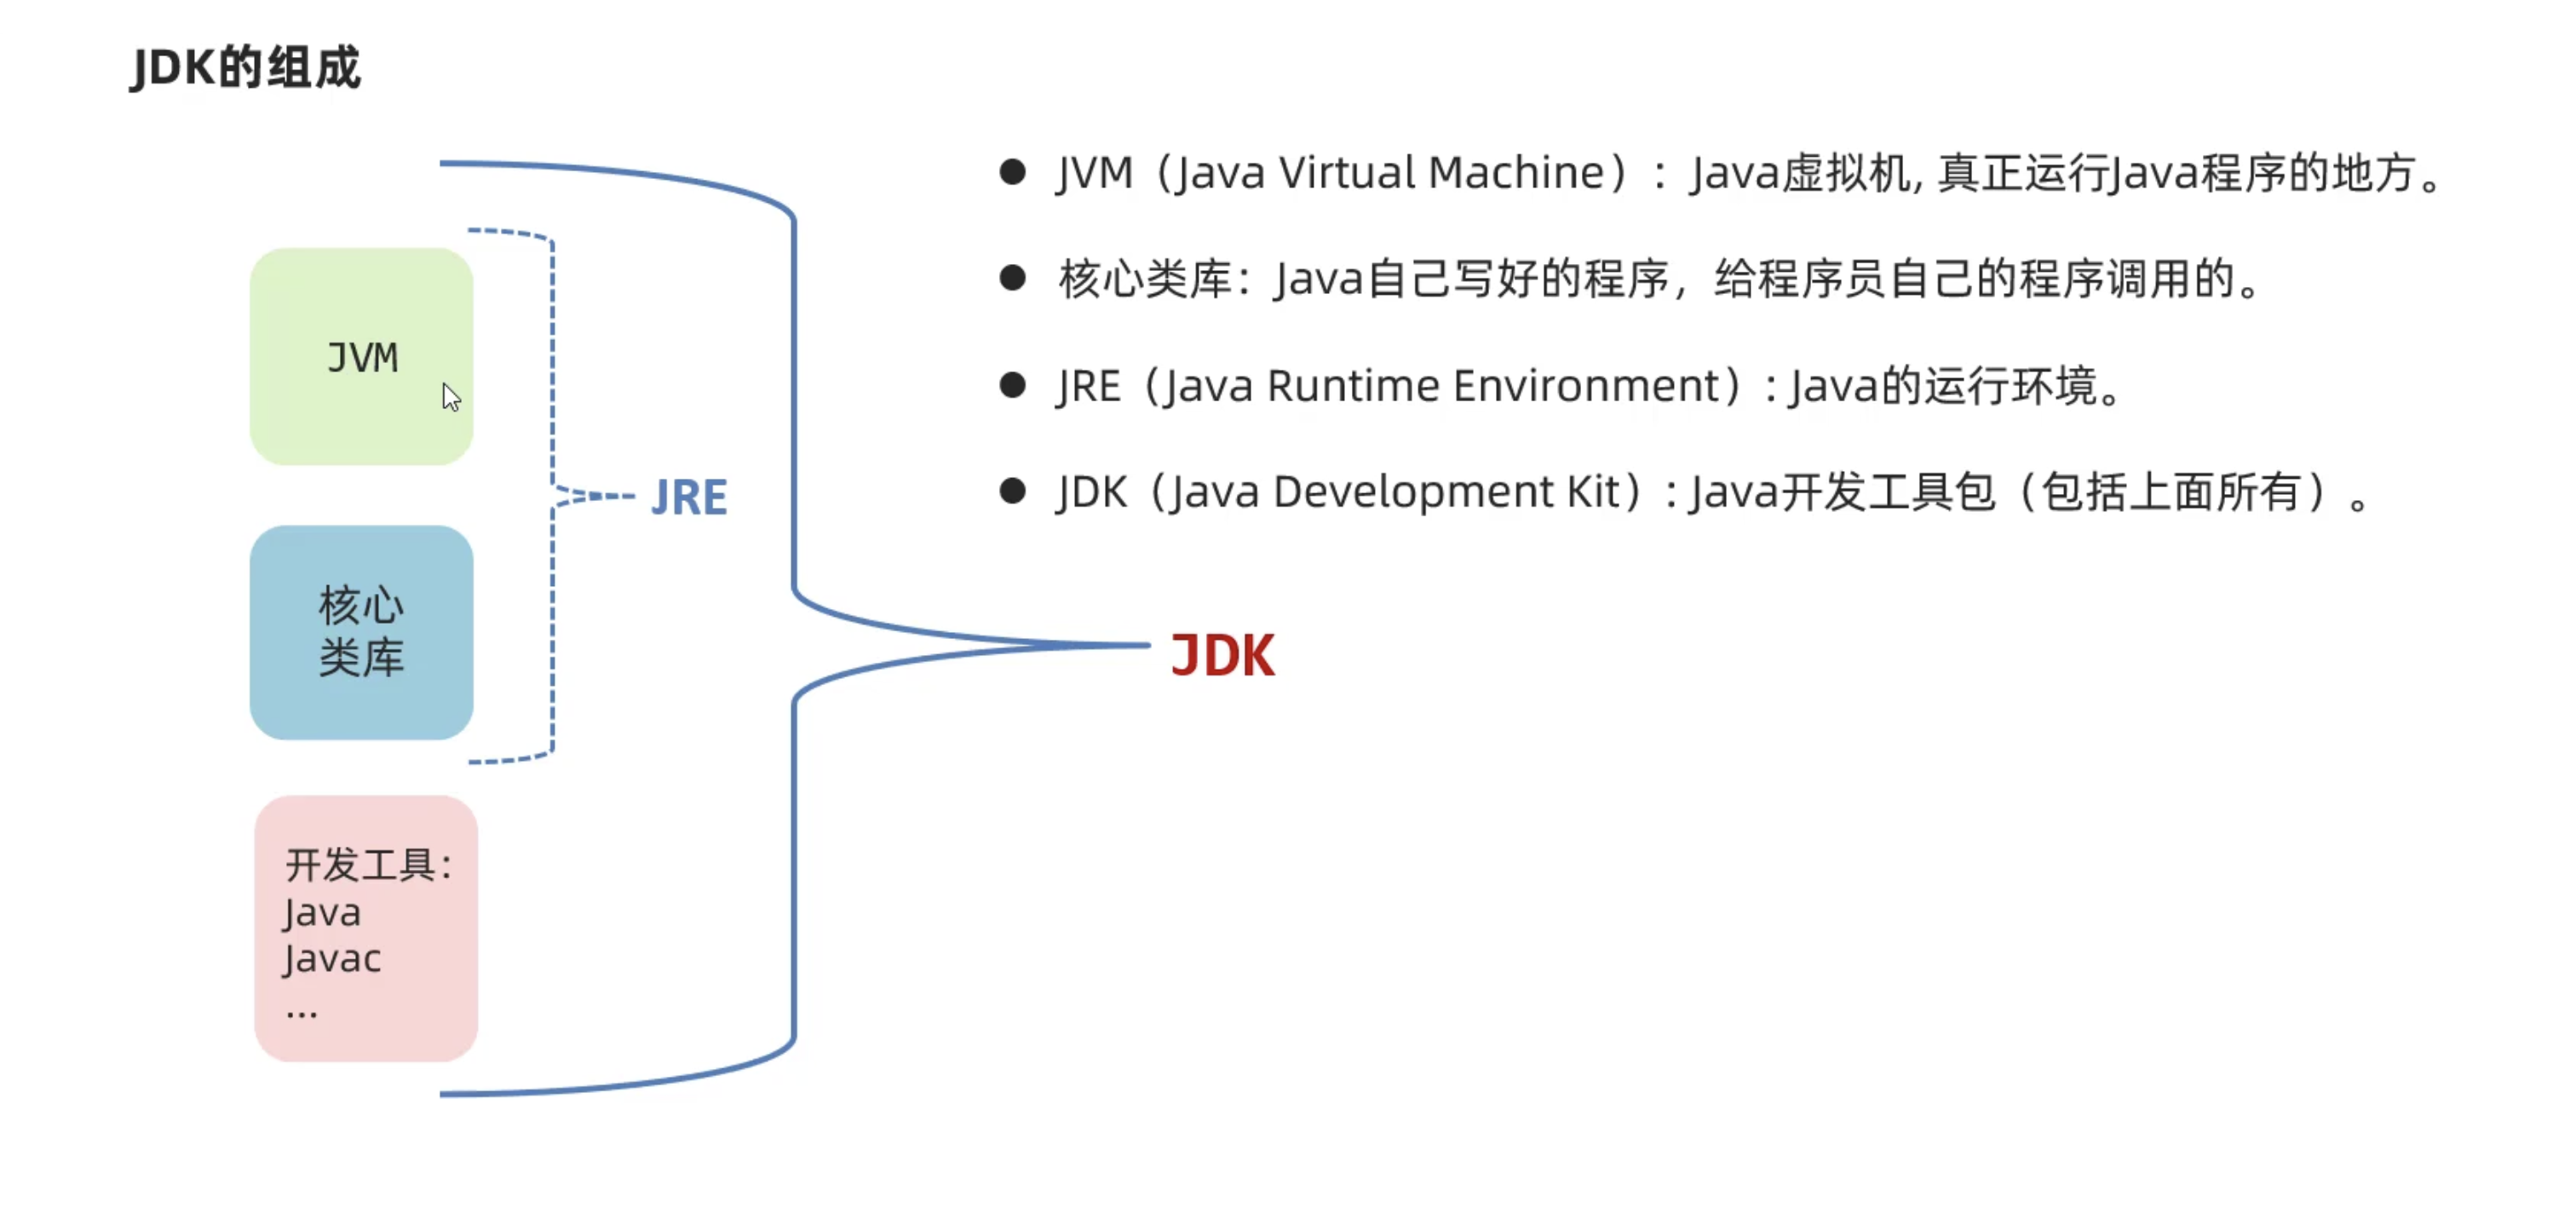 JDK的组成
JVM（Java Virtual Machine）：Java虚拟机, 真正运行Java程序的地方。
核心类库：Java自己写好的程序，给程序员自己的程序调用的。
JRE（Java Runtime Environment）: Java的运行环境。
JDK（Java Development Kit）: Java开发工具包（包括上面所有）。
JVM
JRE
核心
类库
JDK
开发工具：
Java
Javac
...